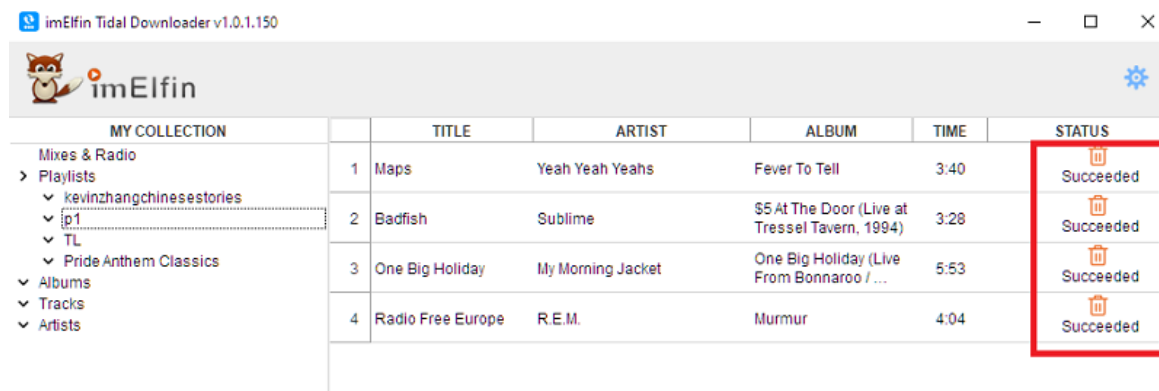 imElfin Tidal Downloader v1.0.1.150
imElfin
MY COLLECTION
Mixes & Radio
Playlists
kevinzhangchinesestories
p1
TL
Pride Anthem Classics
Albums
Tracks
Artists
TITLE ARTIST ALBUM TIME STATUS
1 Maps Yeah Yeah Yeahs Fever To Tell 3:40 Succeeded
2 Badfish Sublime $5 At The Door (Live at
Tressel Tavern, 1994) 3:28 Succeeded
3 One Big Holiday My Morning Jacket One Big Holiday (Live
From Bonnaroo / ... 5:53 Succeeded
4 Radio Free Europe R.E.M. Murmur 4:04 Succeeded